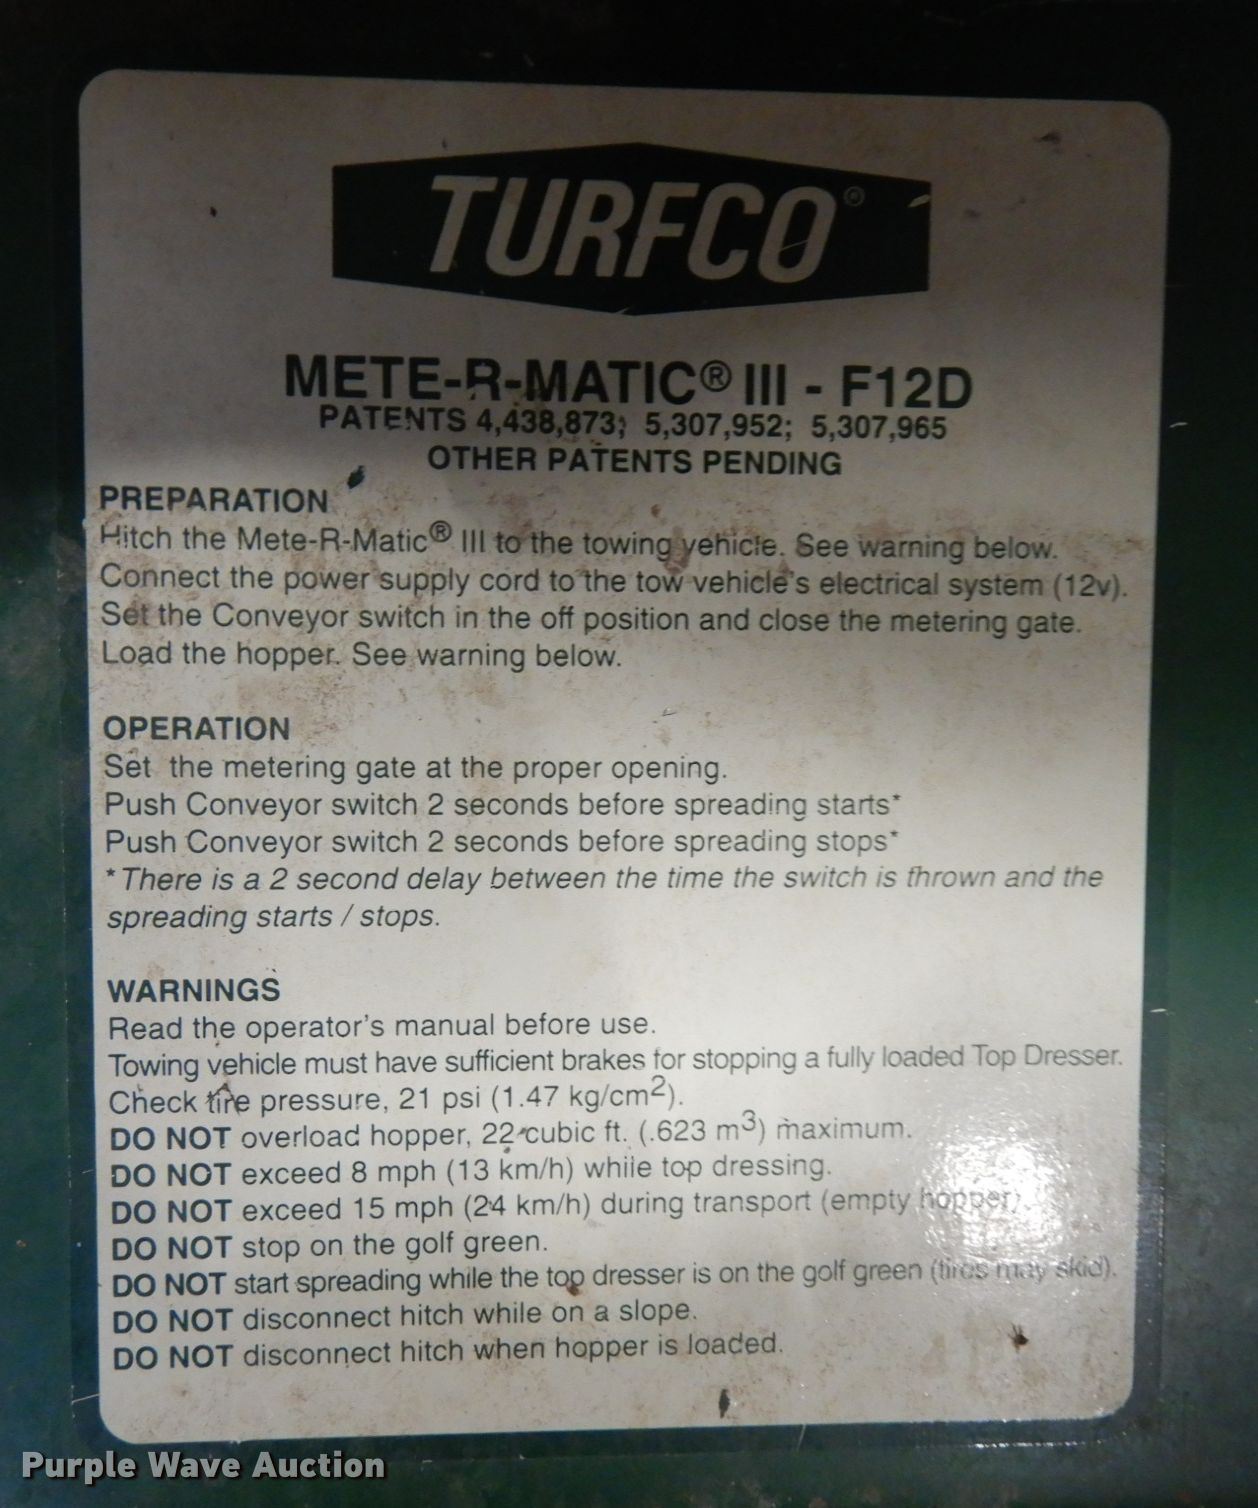 TURFCO®
METE-R-MATIC® III - F12D
PATENTS 4,438,873; 5,307,952; 5,307,965
OTHER PATENTS PENDING
PREPARATION
Hitch the Mete-R-Matic® III to the towing vehicle. See warning below.
Connect the power supply cord to the tow vehicle's electrical system (12v).
Set the Conveyor switch in the off position and close the metering gate.
Load the hopper. See warning below.
OPERATION
Set the metering gate at the proper opening.
Push Conveyor switch 2 seconds before spreading starts*
Push Conveyor switch 2 seconds before spreading stops*
* There is a 2 second delay between the time the switch is thrown and the
spreading starts / stops.
WARNINGS
Read the operator's manual before use.
Towing vehicle must have sufficient brakes for stopping a fully loaded Top Dresser.
Check tire pressure, 21 psi (1.47 kg/cm²).
DO NOT overload hopper, 22 cubic ft. (.623 m³) maximum.
DO NOT exceed 8 mph (13 km/h) while top dressing.
DO NOT exceed 15 mph (24 km/h) during transport (empty hopper).
DO NOT stop on the golf green.
DO NOT start spreading while the top dresser is on the golf green (tires may skid).
DO NOT disconnect hitch while on a slope.
DO NOT disconnect hitch when hopper is loaded.
Purple Wave Auction